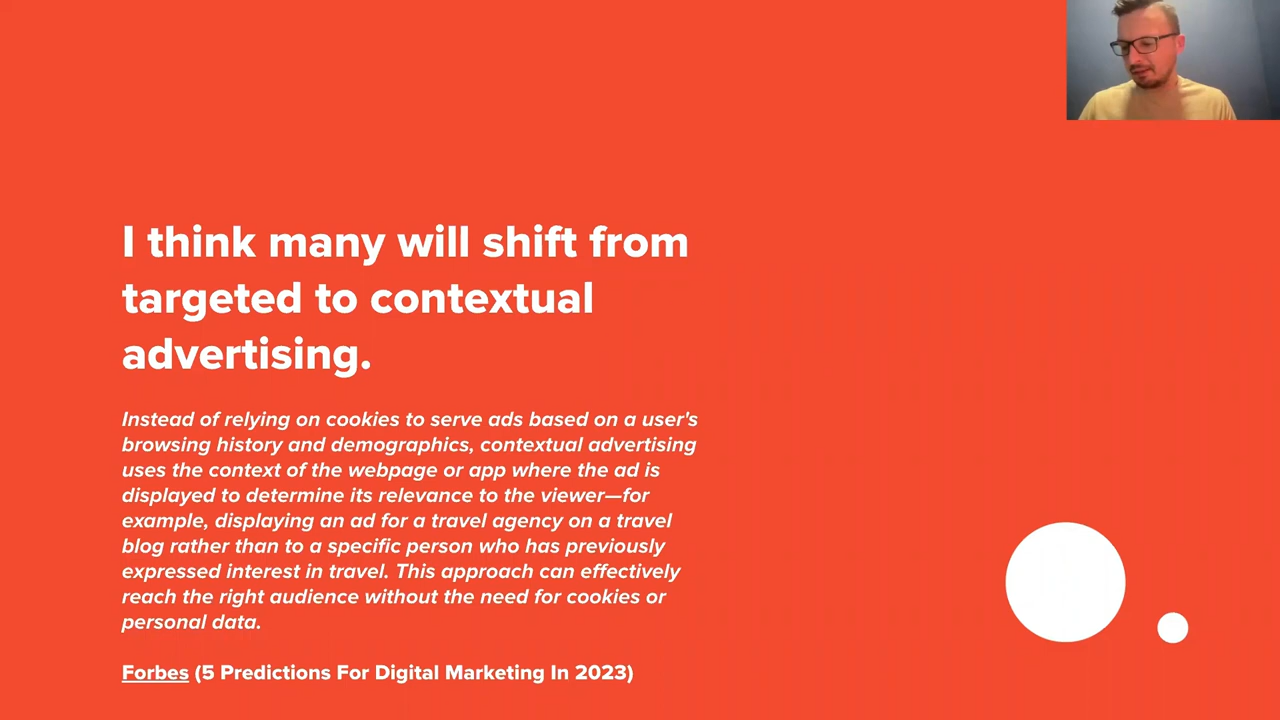 I think many will shift from
targeted to contextual
advertising.
Instead of relying on cookies to serve ads based on a user's
browsing history and demographics, contextual advertising
uses the context of the webpage or app where the ad is
displayed to determine its relevance to the viewer—for
example, displaying an ad for a travel agency on a travel
blog rather than to a specific person who has previously
expressed interest in travel. This approach can effectively
reach the right audience without the need for cookies or
personal data.
Forbes (5 Predictions For Digital Marketing In 2023)